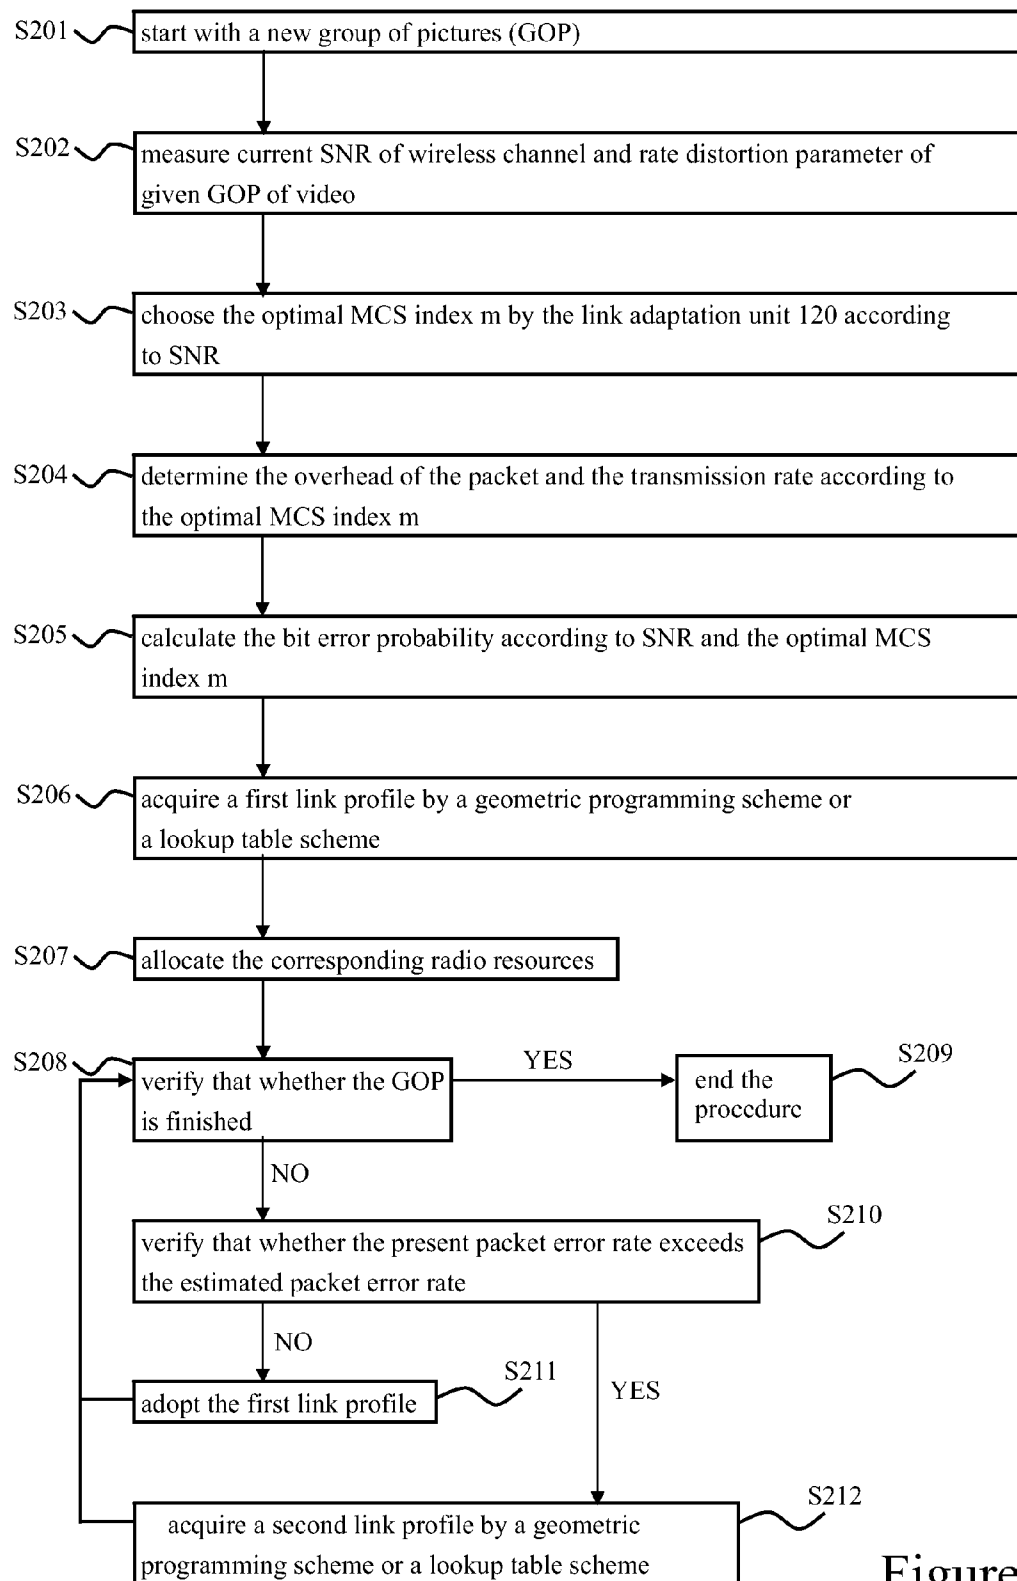 S201
start with a new group of pictures (GOP)
S202
measure current SNR of wireless channel and rate distortion parameter of
given GOP of video
S203
choose the optimal MCS index m by the link adaptation unit 120 according
to SNR
S204
determine the overhead of the packet and the transmission rate according to
the optimal MCS index m
S205
calculate the bit error probability according to SNR and the optimal MCS
index m
S206
acquire a first link profile by a geometric programming scheme or
a lookup table scheme
S207
allocate the corresponding radio resources
S208
verify that whether the GOP
is finished
YES
S209
end the
procedure
NO
S210
verify that whether the present packet error rate exceeds
the estimated packet error rate
NO
YES
S211
adopt the first link profile
S212
acquire a second link profile by a geometric
programming scheme or a lookup table scheme
Figure